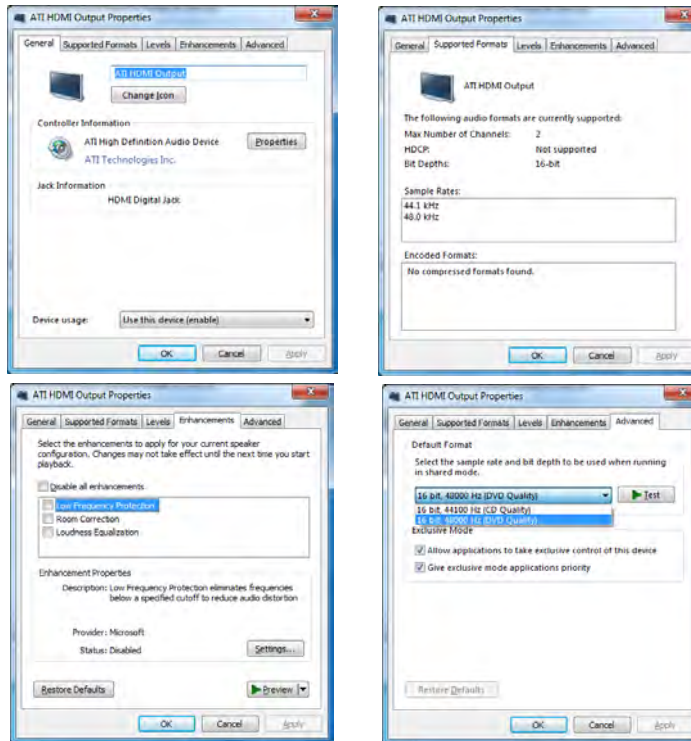 ATI HDMI Output Properties
General Supported Formats Levels Enhancements Advanced
ATI HDMI Output
Change Icon
Controller Information
ATI High Definition Audio Device
Properties
ATI Technologies Inc.
Jack Information
HDMI Digital Jack
Device usage:
Use this device (enable)
OK Cancel Apply
ATI HDMI Output Properties
General Supported Formats Levels Enhancements Advanced
ATI HDMI Output
The following audio formats are currently supported:
Max Number of Channels: 2
HDCP: Not supported
Bit Depths: 16-bit
Sample Rates:
44.1 kHz
48.0 kHz
Encoded Formats:
No compressed formats found.
OK Cancel Apply
ATI HDMI Output Properties
General Supported Formats Levels Enhancements Advanced
Select the enhancements to apply for your current speaker
configuration. Changes may not take effect until the next time you start
playback.
Disable all enhancements
Low Frequency Protection
Room Correction
Loudness Equalization
Enhancement Properties
Description: Low Frequency Protection eliminates frequencies
below a specified cutoff to reduce audio distortion
Provider: Microsoft
Status: Disabled
Settings...
Restore Defaults
Preview
OK Cancel Apply
ATI HDMI Output Properties
General Supported Formats Levels Enhancements Advanced
Default Format
Select the sample rate and bit depth to be used when running
in shared mode.
16 bit, 48000 Hz (DVD Quality)
Test
16 bit, 44100 Hz (CD Quality)
16 bit, 48000 Hz (DVD Quality)
Exclusive Mode
Allow applications to take exclusive control of this device
Give exclusive mode applications priority
Restore Defaults
OK Cancel Apply